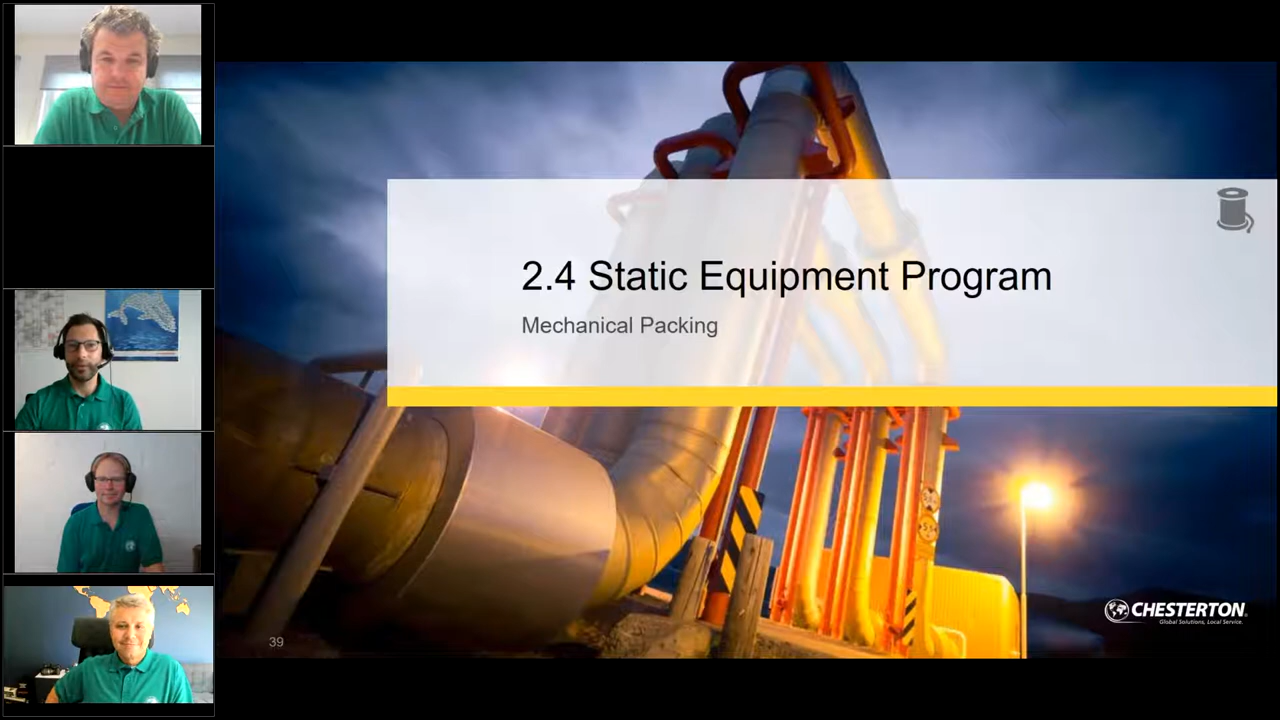 2.4 Static Equipment Program
Mechanical Packing
39
CHESTERTON
Global Solutions, Local Service.